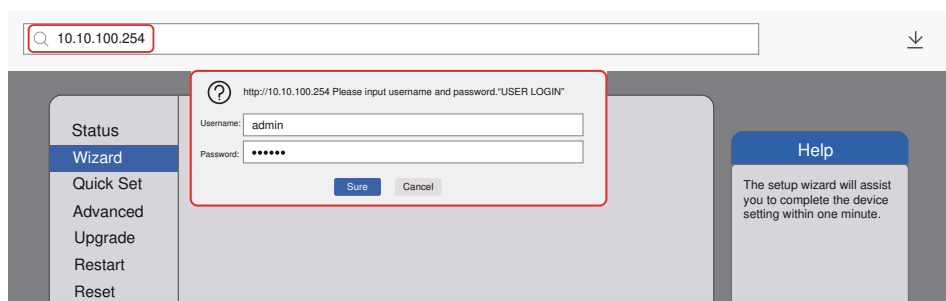 10.10.100.254
http://10.10.100.254 Please input username and password.“USER LOGIN”
Username: admin
Password: ••••••
Sure Cancel
Status
Wizard
Quick Set
Advanced
Upgrade
Restart
Reset
Help
The setup wizard will assist
you to complete the device
setting within one minute.